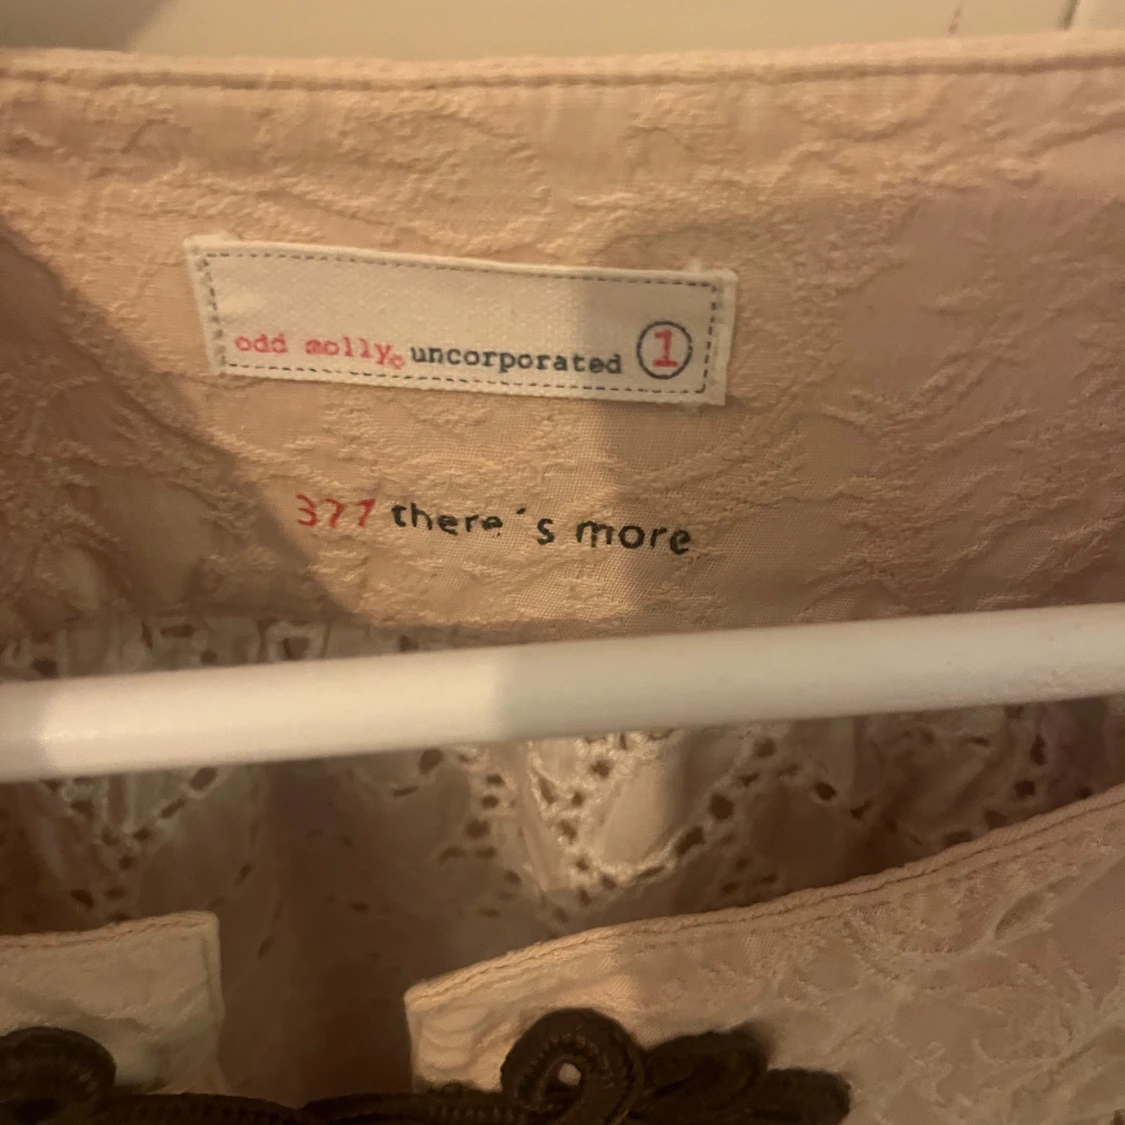 odd molly® uncorporated 1
377 there´s more